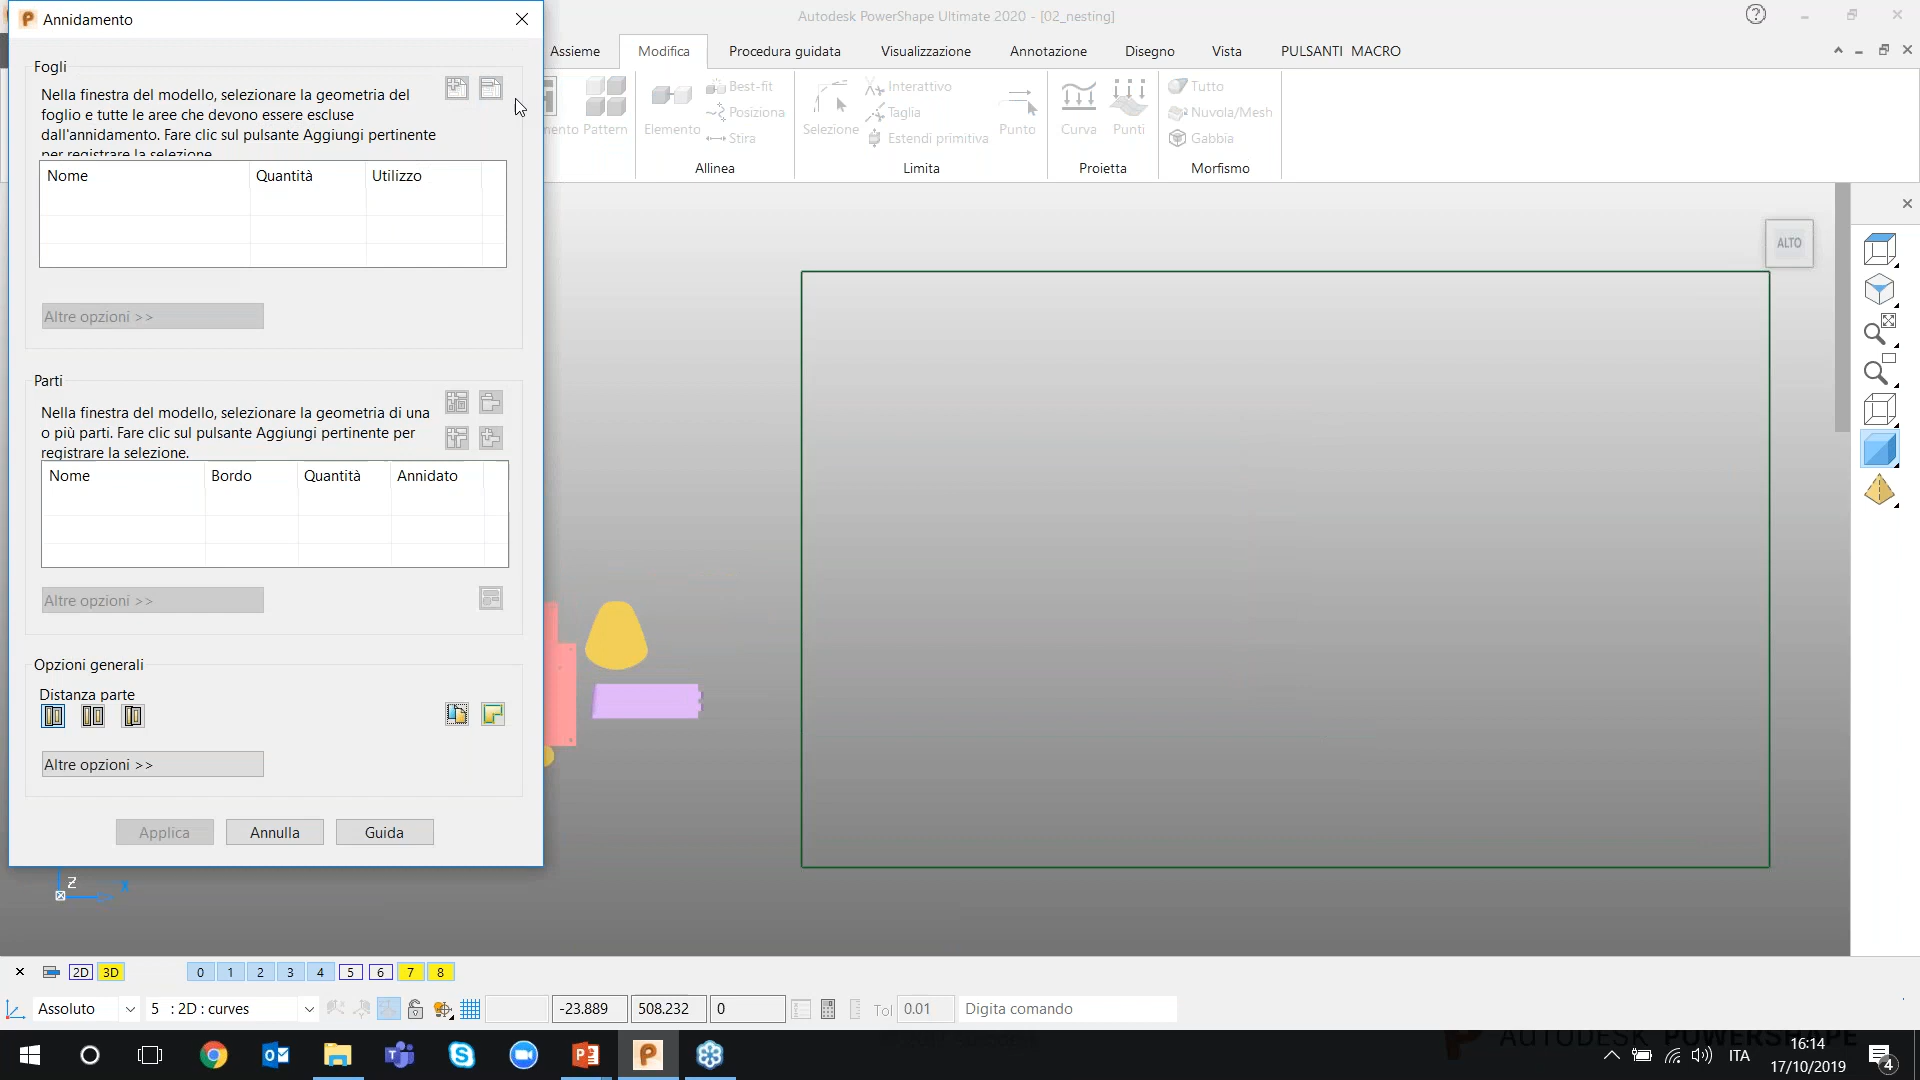 Annidamento
Autodesk PowerShape Ultimate 2020 - [02_nesting]
Assieme
Modifica
Procedura guidata
Visualizzazione
Annotazione
Disegno
Vista
PULSANTI MACRO
Pattern
Elemento
Best-fit
Posiziona
Stira
Allinea
Selezione
Interattivo
Taglia
Estendi primitiva
Punto
Limita
Curva
Punti
Proietta
Tutto
Nuvola/Mesh
Gabbia
Morfismo
ALTO
Fogli
Nella finestra del modello, selezionare la geometria del
foglio e tutte le aree che devono essere escluse
dall'annidamento. Fare clic sul pulsante Aggiungi pertinente
per registrare la selezione
Nome
Quantità
Utilizzo
Altre opzioni >>
Parti
Nella finestra del modello, selezionare la geometria di una
o più parti. Fare clic sul pulsante Aggiungi pertinente per
registrare la selezione.
Nome
Bordo
Quantità
Annidato
Altre opzioni >>
Opzioni generali
Distanza parte
Altre opzioni >>
Applica
Annulla
Guida
Z
X
2D
3D
0
1
2
3
4
5
6
7
8
Assoluto
5 : 2D : curves
-23.889
508.232
0
Tol
0.01
Digita comando
AUTODESK POWERSHAPE
ITA
16:14
17/10/2019
4